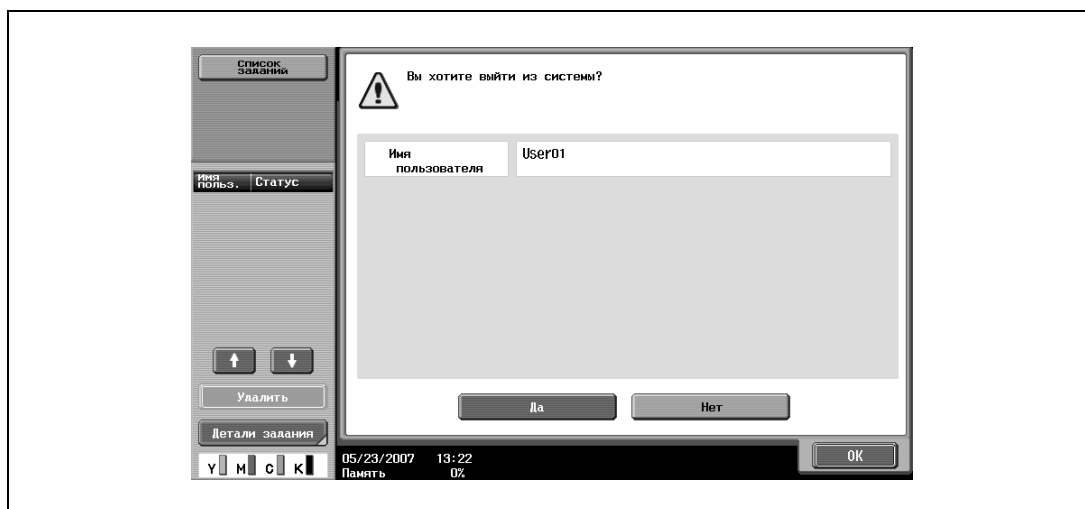 Список
заданий
Вы хотите выйти из системы?
Имя
пользователя
User01
Имя
польз.
Статус
Удалить
Детали задания
Да
Нет
Y M C K
05/23/2007 13:22
Память 0%
OK